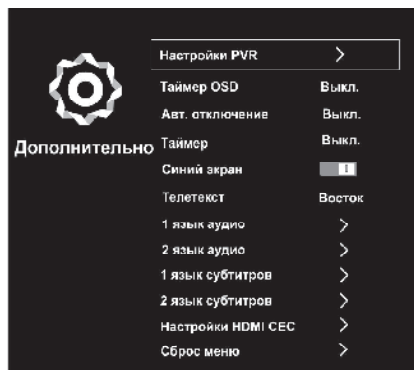 Настройки PVR >
Таймер OSD Выкл.
Авт. отключение Выкл.
Дополнительно
Таймер Выкл.
Синий экран
Телетекст Восток
1 язык аудио >
2 язык аудио >
1 язык субтитров >
2 язык субтитров >
Настройки HDMI CEC >
Сброс меню >